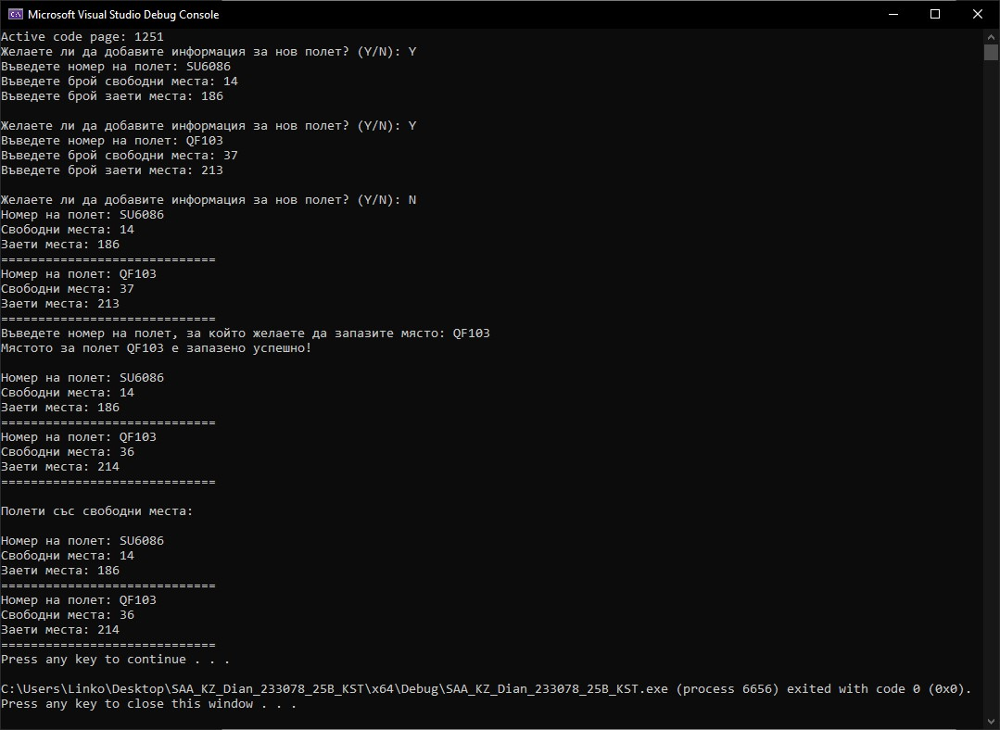 Microsoft Visual Studio Debug Console
Active code page: 1251
Желаете ли да добавите информация за нов полет? (Y/N): Y
Въведете номер на полет: SU6086
Въведете брой свободни места: 14
Въведете брой заети места: 186
Желаете ли да добавите информация за нов полет? (Y/N): Y
Въведете номер на полет: QF103
Въведете брой свободни места: 37
Въведете брой заети места: 213
Желаете ли да добавите информация за нов полет? (Y/N): N
Номер на полет: SU6086
Свободни места: 14
Заети места: 186
=============================
Номер на полет: QF103
Свободни места: 37
Заети места: 213
=============================
Въведете номер на полет, за който желаете да запазите място: QF103
Мястото за полет QF103 е запазено успешно!
Номер на полет: SU6086
Свободни места: 14
Заети места: 186
=============================
Номер на полет: QF103
Свободни места: 36
Заети места: 214
=============================
Полети със свободни места:
Номер на полет: SU6086
Свободни места: 14
Заети места: 186
=============================
Номер на полет: QF103
Свободни места: 36
Заети места: 214
=============================
Press any key to continue . . .
C:\Users\Linko\Desktop\SAA_KZ_Dian_233078_25B_KST\x64\Debug\SAA_KZ_Dian_233078_25B_KST.exe (process 6656) exited with code 0 (0x0).
Press any key to close this window . . .